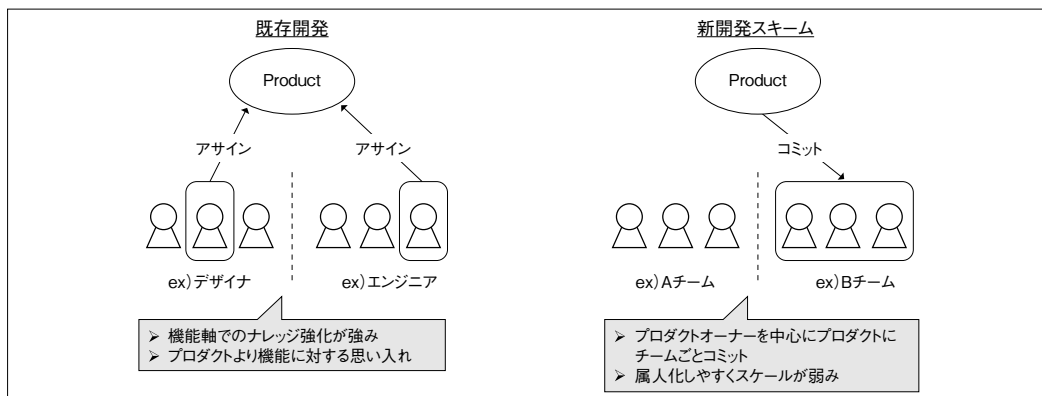 既存開発
Product
アサイン
アサイン
ex)デザイナ
ex)エンジニア
➢ 機能軸でのナレッジ強化が強み
➢ プロダクトより機能に対する思い入れ
新開発スキーム
Product
コミット
ex)Aチーム
ex)Bチーム
➢ プロダクトオーナーを中心にプロダクトに
チームごとコミット
➢ 属人化しやすくスケールが弱み